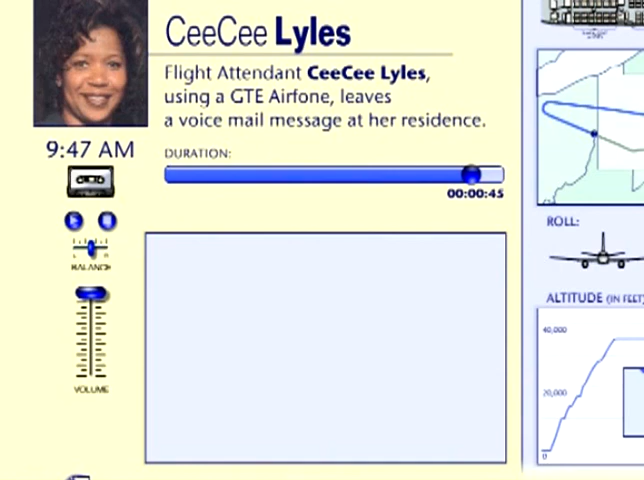 CeeCee Lyles
Flight Attendant CeeCee Lyles,
using a GTE Airfone, leaves
a voice mail message at her residence.
9:47 AM
DURATION:
00:00:45
BALANCE
VOLUME
ROLL:
ALTITUDE (IN FEET)
40,000
20,000
0